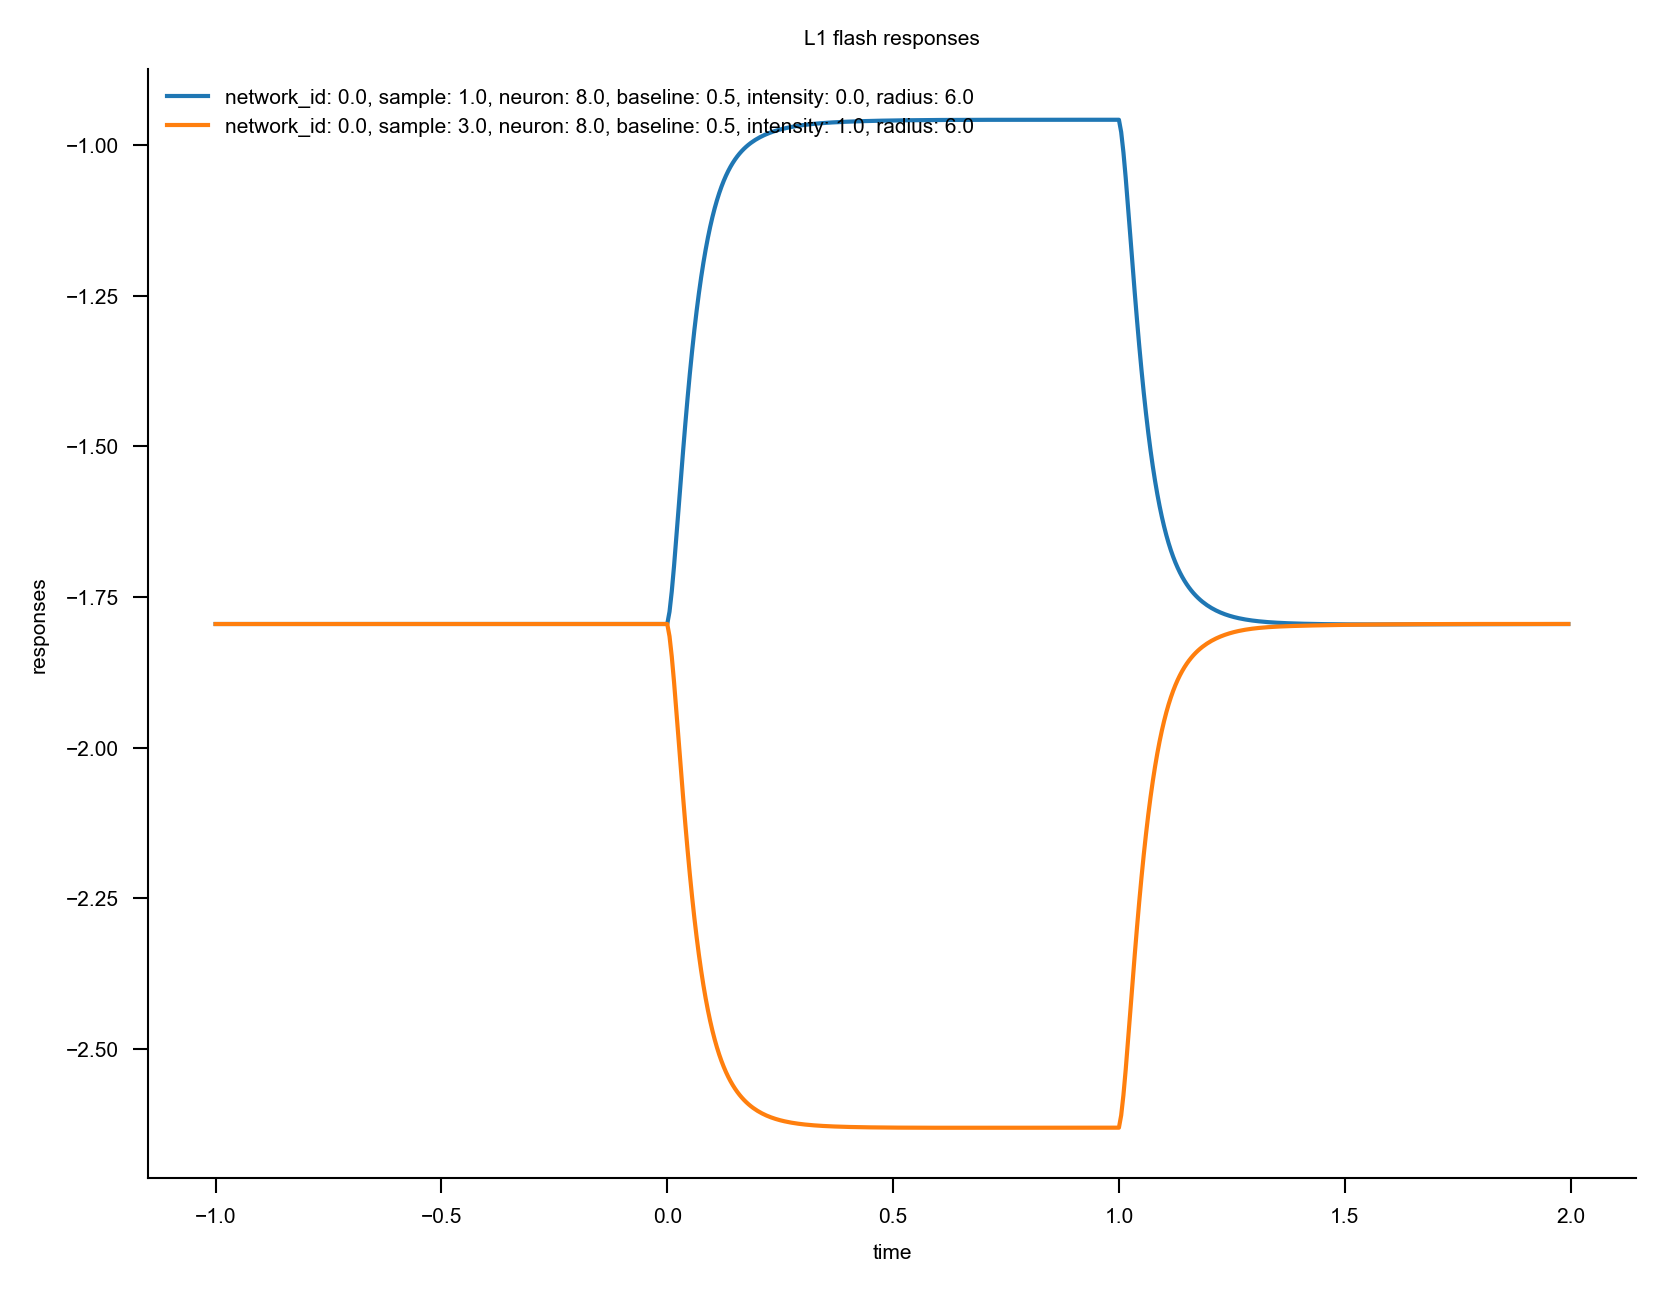 L1 flash responses
network_id: 0.0, sample: 1.0, neuron: 8.0, baseline: 0.5, intensity: 0.0, radius: 6.0
network_id: 0.0, sample: 3.0, neuron: 8.0, baseline: 0.5, intensity: 1.0, radius: 6.0
−1.00
−1.25
−1.50
−1.75
−2.00
−2.25
−2.50
responses
−1.0 −0.5 0.0 0.5 1.0 1.5 2.0
time